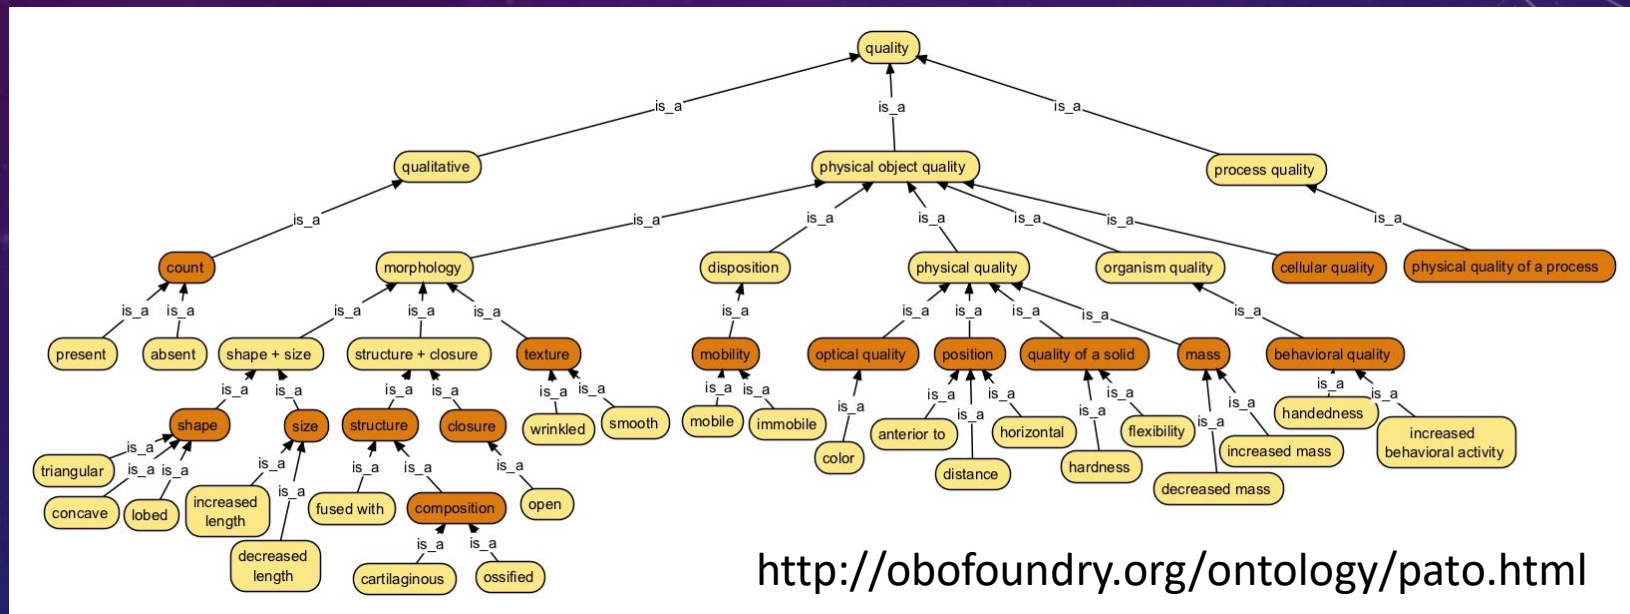 quality
is_a is_a is_a
qualitative physical object quality process quality
is_a is_a is_a is_a is_a is_a is_a
count morphology disposition physical quality organism quality cellular quality physical quality of a process
is_a is_a is_a is_a is_a is_a is_a is_a is_a is_a is_a
present absent shape + size structure + closure texture mobility optical quality position quality of a solid mass behavioral quality
is_a is_a is_a is_a is_a is_a is_a is_a is_a is_a is_a is_a is_a is_a is_a is_a is_a is_a
shape size structure closure wrinkled smooth mobile immobile anterior to horizontal flexibility handedness increased
behavioral activity
is_a is_a is_a is_a is_a is_a is_a is_a
triangular color distance hardness increased mass
concave lobed increased
length fused with composition open decreased mass
is_a is_a
decreased
length cartilaginous ossified
http://obofoundry.org/ontology/pato.html